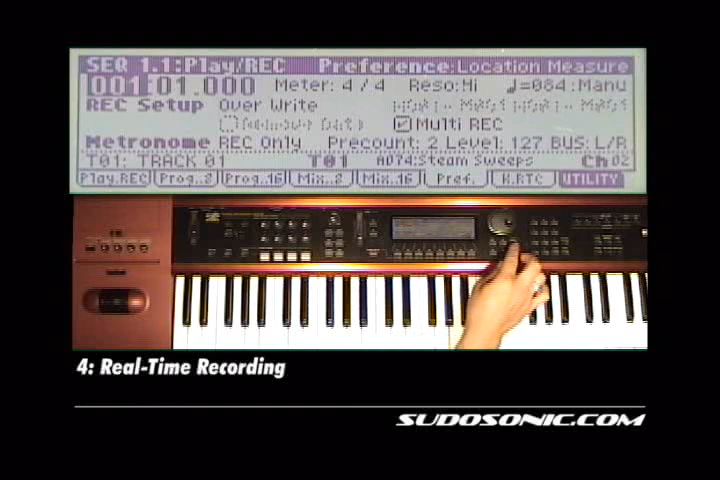 SEQ 1.1:Play/REC Preference:Location Measure
001:01.000 Meter: 4/4 Reso:Hi ♩=084:Manu
REC Setup Over Write
Multi REC
Metronome REC Only Precount: 2 Level: 127 BUS: L/R
T01: TRACK 01 T01 A074:Steam Sweeps Ch02
Play.REC Prog..8 Prog..16 Mix..8 Mix..16 Pref. K.RTC UTILITY
4: Real-Time Recording
SUDOSONIC.COM